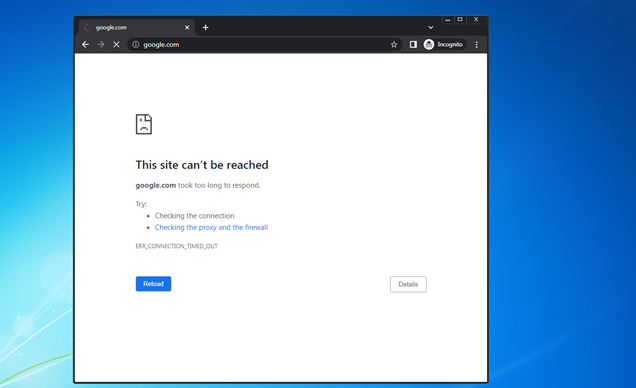 google.com
google.com
Incognito
This site can't be reached
google.com took too long to respond.
Try:
Checking the connection
Checking the proxy and the firewall
ERR_CONNECTION_TIMED_OUT
Reload
Details